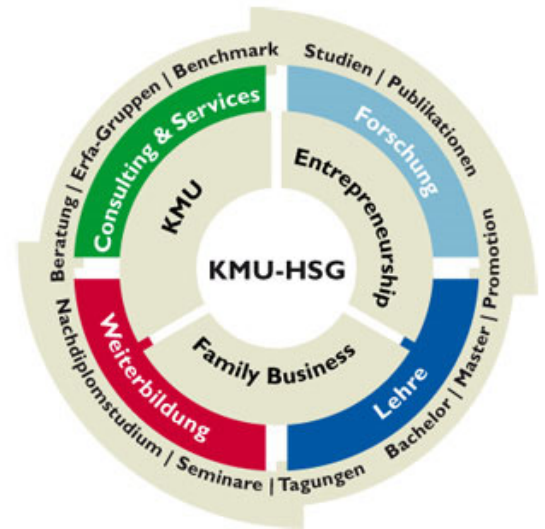 Beratung | Erfa-Gruppen | Benchmark
Studien | Publikationen
Consulting & Services
Forschung
KMU
Entrepreneurship
KMU-HSG
Family Business
Weiterbildung
Lehre
Nachdiplomstudium | Seminare | Tagungen
Bachelor | Master | Promotion